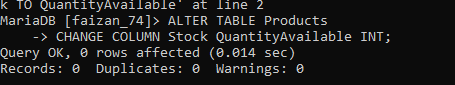 k TO QuantityAvailable' at line 2
MariaDB [faizan_74]> ALTER TABLE Products
    -> CHANGE COLUMN Stock QuantityAvailable INT;
Query OK, 0 rows affected (0.014 sec)
Records: 0  Duplicates: 0  Warnings: 0